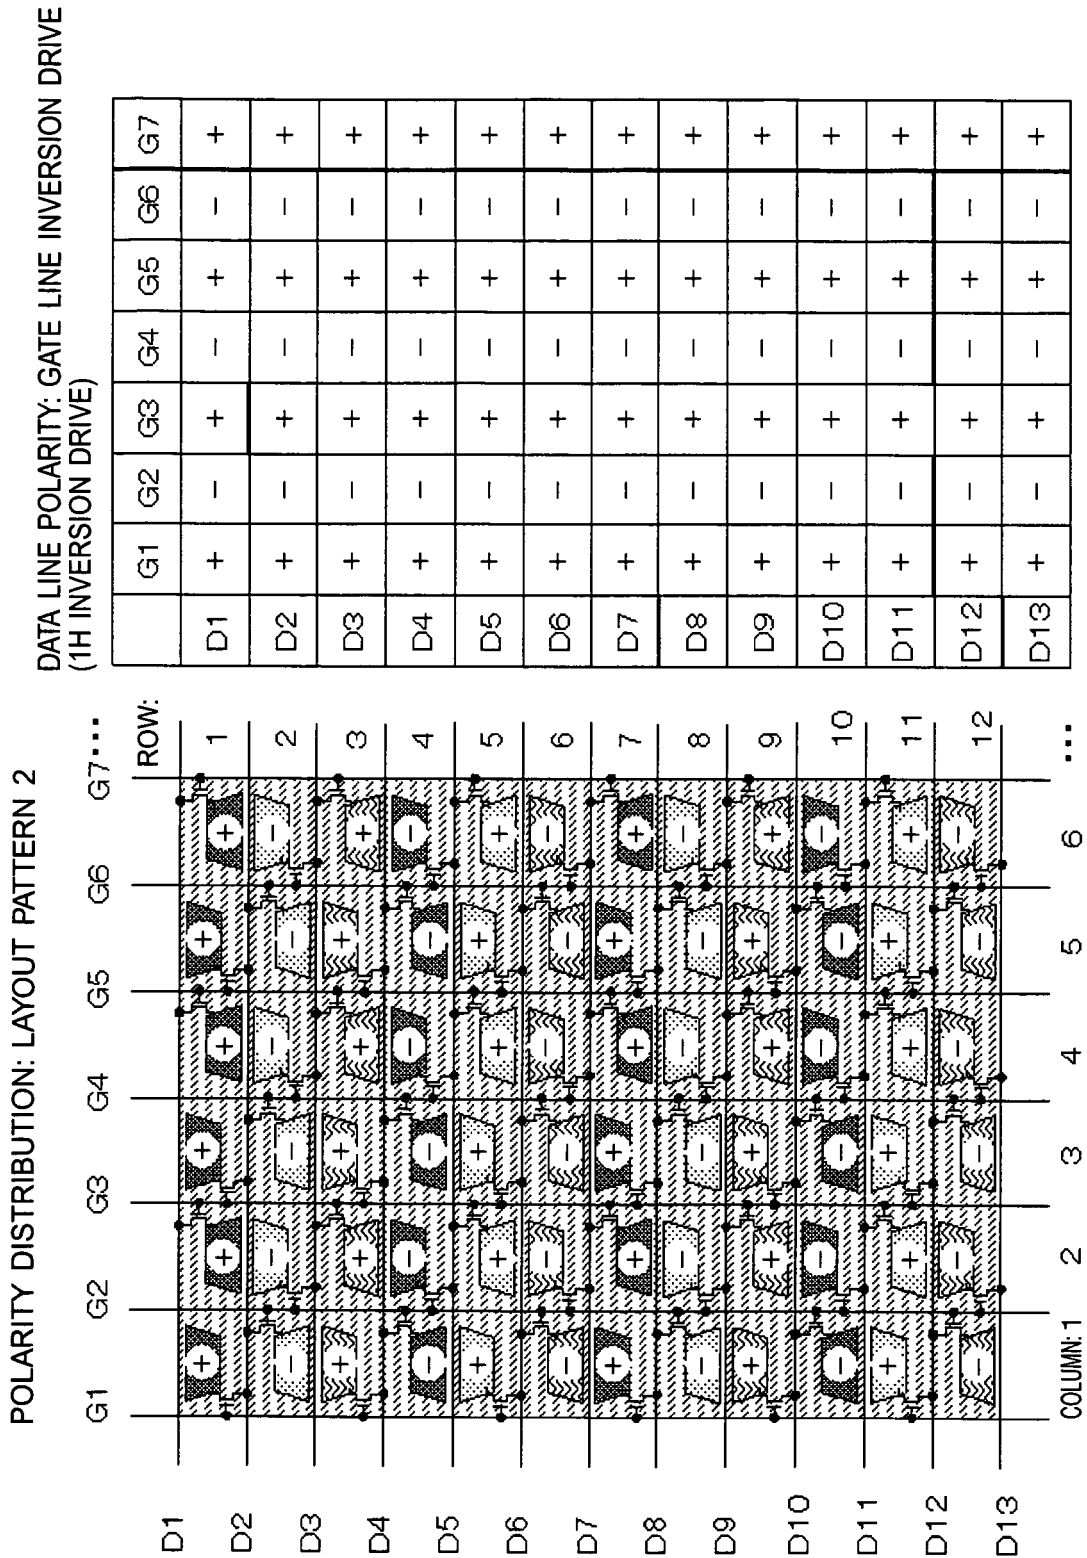 POLARITY DISTRIBUTION: LAYOUT PATTERN 2
G1 G2 G3 G4 G5 G6 G7 ...
ROW:
D1
D2
D3
D4
D5
D6
D7
D8
D9
D10
D11
D12
D13
+ + + + + + 1
− − − − − − 2
+ + + + + + 3
− − − − − − 4
+ + + + + + 5
− − − − − − 6
+ + + + + + 7
− − − − − − 8
+ + + + + + 9
− − − − − − 10
+ + + + + + 11
− − − − − − 12
COLUMN:1 2 3 4 5 6 ...
DATA LINE POLARITY: GATE LINE INVERSION DRIVE
(1H INVERSION DRIVE)
G1 G2 G3 G4 G5 G6 G7
D1 + − + − + − +
D2 + − + − + − +
D3 + − + − + − +
D4 + − + − + − +
D5 + − + − + − +
D6 + − + − + − +
D7 + − + − + − +
D8 + − + − + − +
D9 + − + − + − +
D10 + − + − + − +
D11 + − + − + − +
D12 + − + − + − +
D13 + − + − + − +